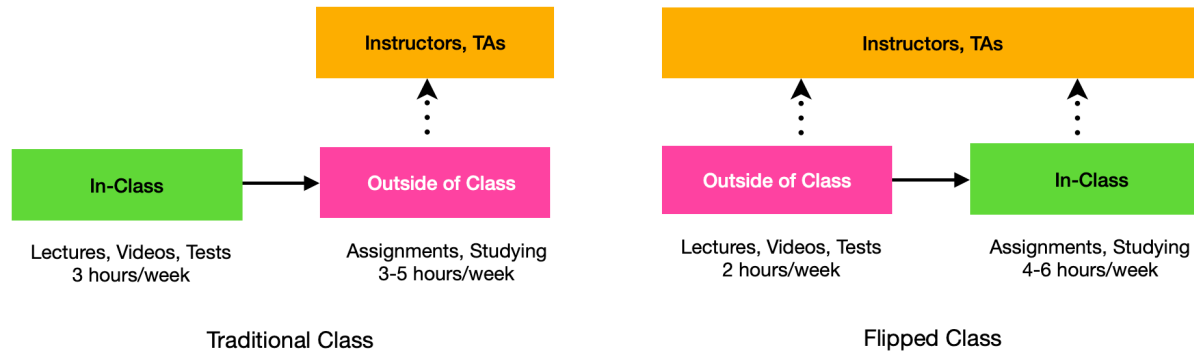 Instructors, TAs
In-Class
Outside of Class
Lectures, Videos, Tests
3 hours/week
Assignments, Studying
3-5 hours/week
Traditional Class
Instructors, TAs
Outside of Class
In-Class
Lectures, Videos, Tests
2 hours/week
Assignments, Studying
4-6 hours/week
Flipped Class